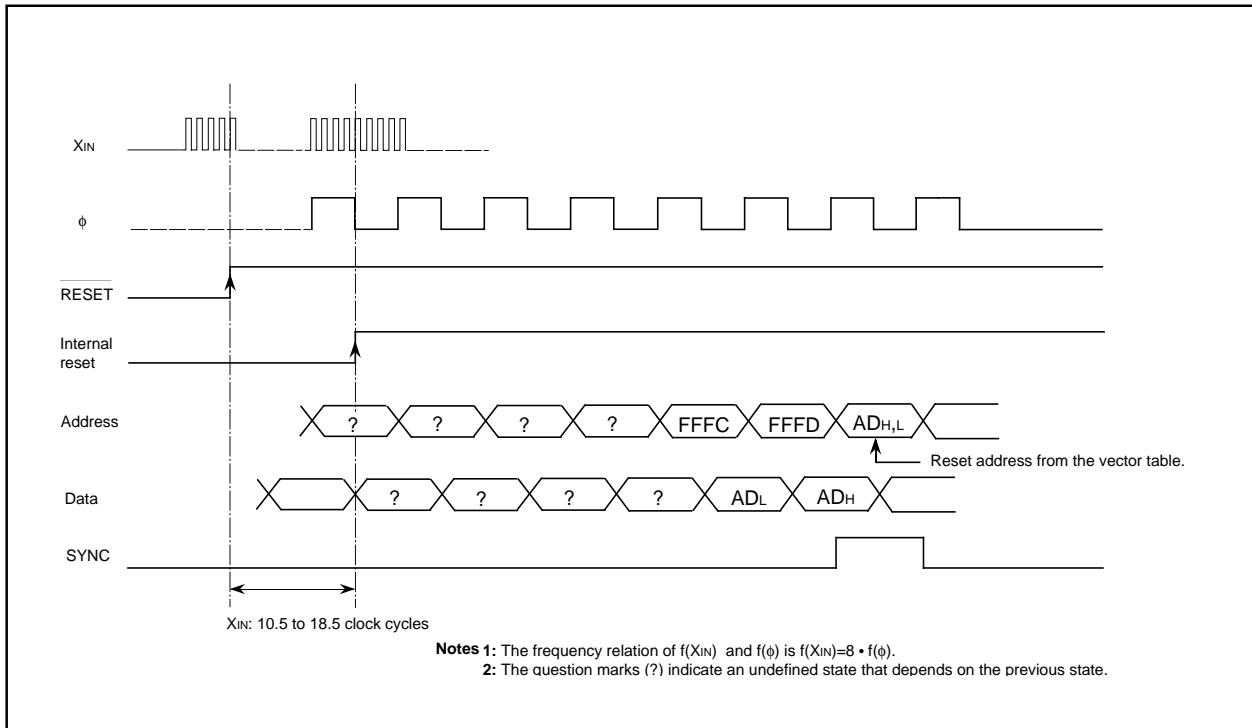 XIN
ϕ
RESET
Internal
reset
Address
? ? ? ? FFFC FFFD ADH,L
Reset address from the vector table.
Data
? ? ? ? ADL ADH
SYNC
XIN: 10.5 to 18.5 clock cycles
Notes 1: The frequency relation of f(XIN) and f(ϕ) is f(XIN)=8 • f(ϕ).
2: The question marks (?) indicate an undefined state that depends on the previous state.